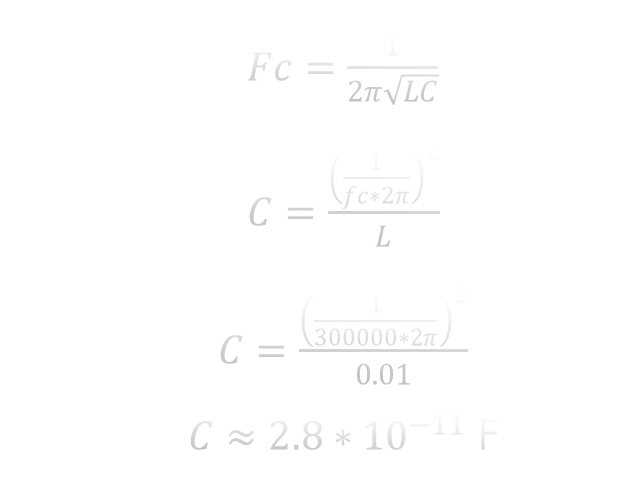 Fc = 1/(2π√LC)
C = (1/(fc*2π))²/L
C = (1/(300000*2π))²/0.01
C ≈ 2.8 * 10⁻¹¹ F